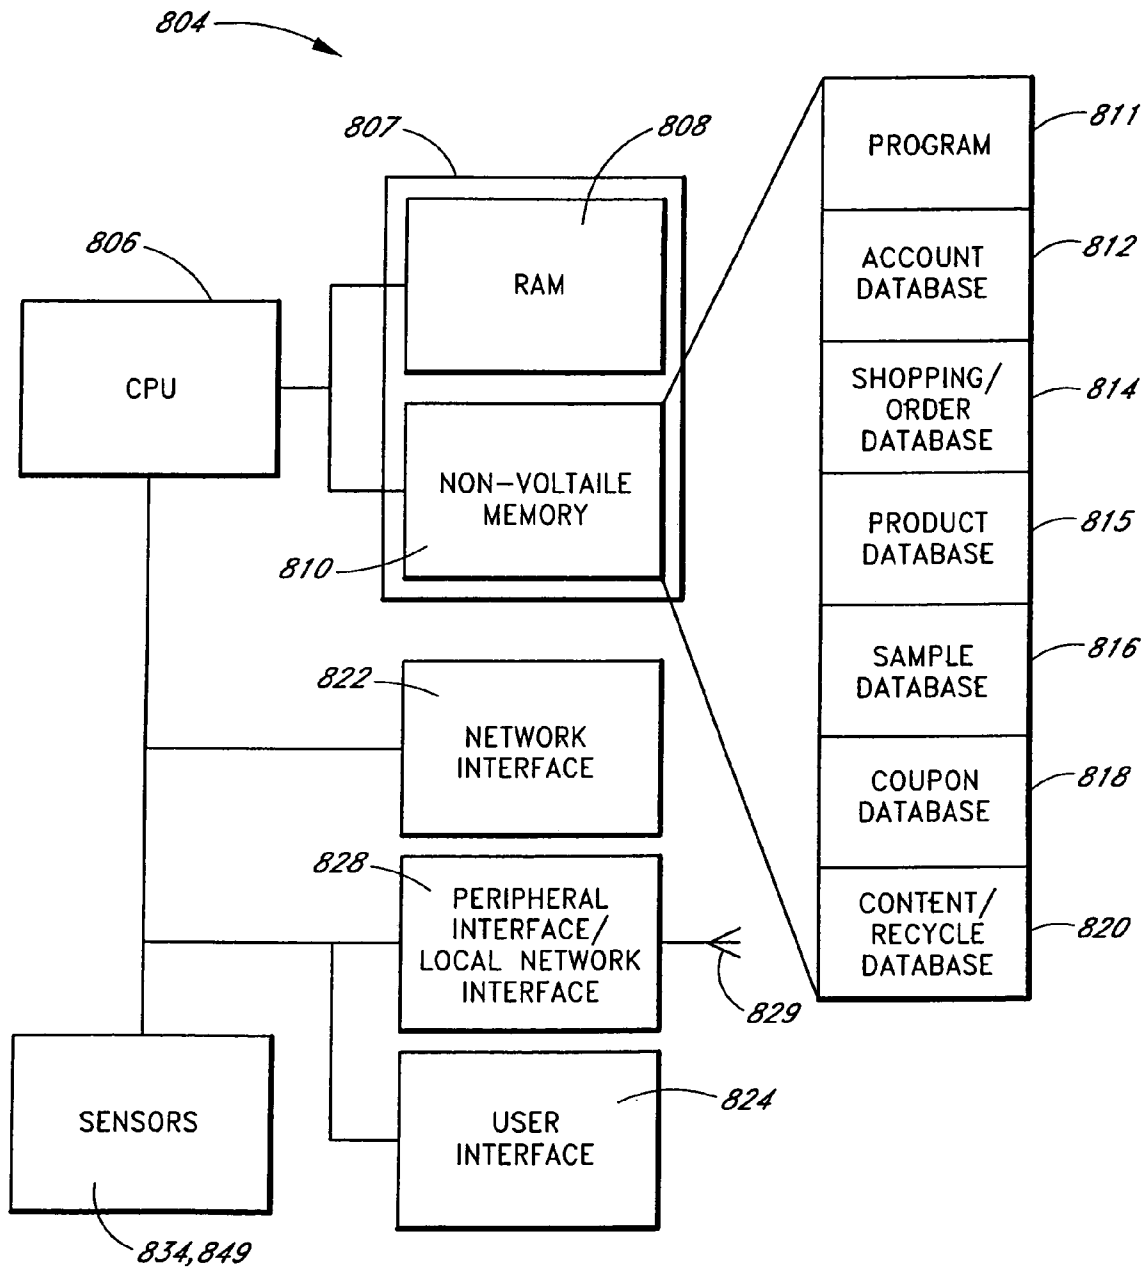 804
807
808
811
PROGRAM
806
RAM
ACCOUNT
DATABASE
812
CPU
SHOPPING/
ORDER
DATABASE
814
NON-VOLTAILE
MEMORY
810
PRODUCT
DATABASE
815
822
NETWORK
INTERFACE
SAMPLE
DATABASE
816
COUPON
DATABASE
818
828
PERIPHERAL
INTERFACE/
LOCAL NETWORK
INTERFACE
829
CONTENT/
RECYCLE
DATABASE
820
SENSORS
834,849
USER
INTERFACE
824